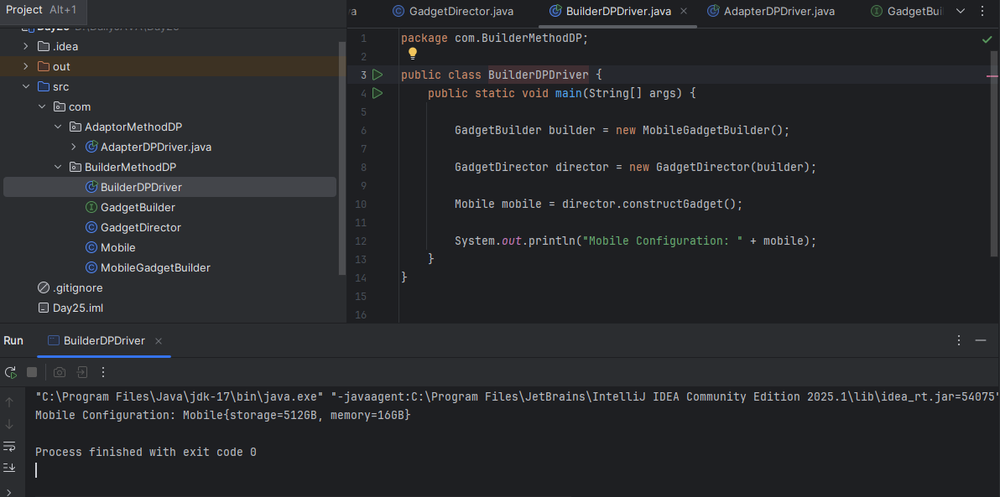 Project Alt+1
va
GadgetDirector.java
BuilderDPDriver.java
AdapterDPDriver.java
GadgetBui
.idea
out
src
com
AdaptorMethodDP
AdapterDPDriver.java
BuilderMethodDP
BuilderDPDriver
GadgetBuilder
GadgetDirector
Mobile
MobileGadgetBuilder
.gitignore
Day25.iml
1 package com.BuilderMethodDP;
2
3 public class BuilderDPDriver {
4 public static void main(String[] args) {
5
6 GadgetBuilder builder = new MobileGadgetBuilder();
7
8 GadgetDirector director = new GadgetDirector(builder);
9
10 Mobile mobile = director.constructGadget();
11
12 System.out.println("Mobile Configuration: " + mobile);
13 }
14 }
15
16
Run BuilderDPDriver
"C:\Program Files\Java\jdk-17\bin\java.exe" "-javaagent:C:\Program Files\JetBrains\IntelliJ IDEA Community Edition 2025.1\lib\idea_rt.jar=54075
Mobile Configuration: Mobile{storage=512GB, memory=16GB}
Process finished with exit code 0